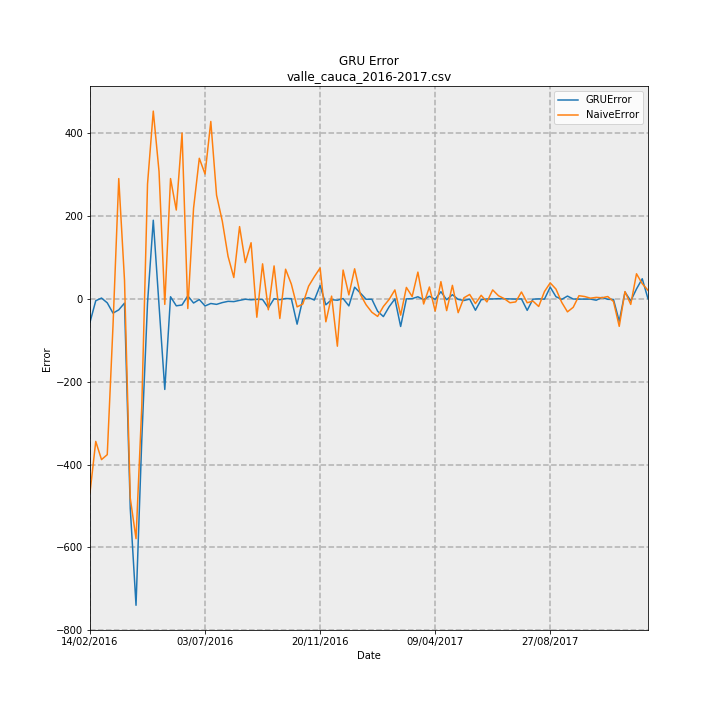 GRU Error
valle_cauca_2016-2017.csv
GRUError
NaiveError
400
200
0
−200
−400
−600
−800
Error
14/02/2016 03/07/2016 20/11/2016 09/04/2017 27/08/2017
Date